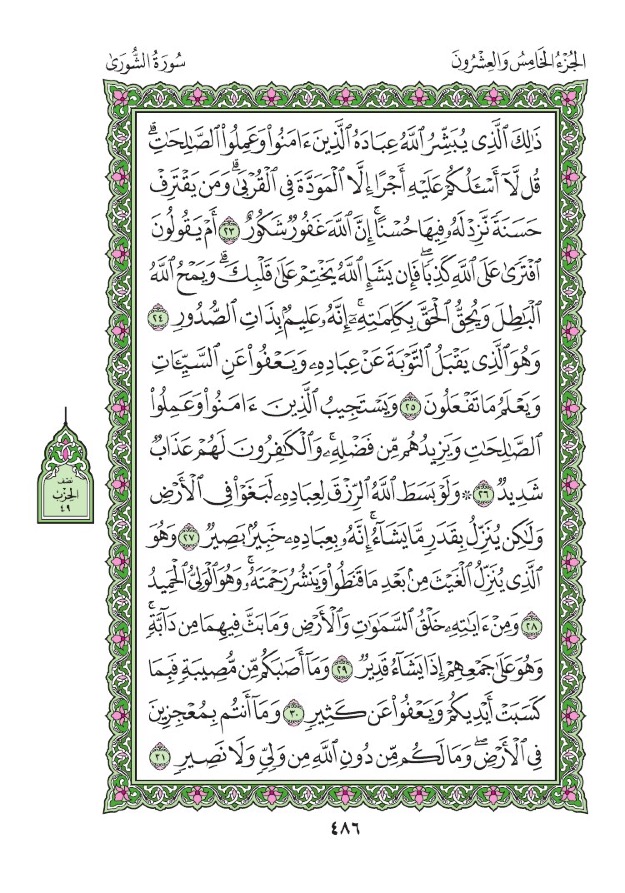 الجُزْءُ الخَامِسُ وَالعِشْرُونَ
سُورَةُ الشُّورَىٰ
ذَٰلِكَ ٱلَّذِي يُبَشِّرُ ٱللَّهُ عِبَادَهُ ٱلَّذِينَ ءَامَنُواْ وَعَمِلُواْ ٱلصَّٰلِحَٰتِۗ
قُل لَّآ أَسۡـَٔلُكُمۡ عَلَيۡهِ أَجۡرًا إِلَّا ٱلۡمَوَدَّةَ فِي ٱلۡقُرۡبَىٰۗ وَمَن يَقۡتَرِفۡ
حَسَنَةٗ نَّزِدۡ لَهُۥ فِيهَا حُسۡنًاۚ إِنَّ ٱللَّهَ غَفُورٞ شَكُورٌ ٢٣ أَمۡ يَقُولُونَ
ٱفۡتَرَىٰ عَلَى ٱللَّهِ كَذِبٗاۖ فَإِن يَشَإِ ٱللَّهُ يَخۡتِمۡ عَلَىٰ قَلۡبِكَۗ وَيَمۡحُ ٱللَّهُ
ٱلۡبَٰطِلَ وَيُحِقُّ ٱلۡحَقَّ بِكَلِمَٰتِهِۦٓۚ إِنَّهُۥ عَلِيمُۢ بِذَاتِ ٱلصُّدُورِ ٢٤
وَهُوَ ٱلَّذِي يَقۡبَلُ ٱلتَّوۡبَةَ عَنۡ عِبَادِهِۦ وَيَعۡفُواْ عَنِ ٱلسَّيِّـَٔاتِ
وَيَعۡلَمُ مَا تَفۡعَلُونَ ٢٥ وَيَسۡتَجِيبُ ٱلَّذِينَ ءَامَنُواْ وَعَمِلُواْ
ٱلصَّٰلِحَٰتِ وَيَزِيدُهُم مِّن فَضۡلِهِۦۚ وَٱلۡكَٰفِرُونَ لَهُمۡ عَذَابٞ
شَدِيدٞ ٢٦ ۞ وَلَوۡ بَسَطَ ٱللَّهُ ٱلرِّزۡقَ لِعِبَادِهِۦ لَبَغَوۡاْ فِي ٱلۡأَرۡضِ
وَلَٰكِن يُنَزِّلُ بِقَدَرٖ مَّا يَشَآءُۚ إِنَّهُۥ بِعِبَادِهِۦ خَبِيرُۢ بَصِيرٞ ٢٧ وَهُوَ
ٱلَّذِي يُنَزِّلُ ٱلۡغَيۡثَ مِنۢ بَعۡدِ مَا قَنَطُواْ وَيَنشُرُ رَحۡمَتَهُۥۚ وَهُوَ ٱلۡوَلِيُّ ٱلۡحَمِيدُ
٢٨ وَمِنۡ ءَايَٰتِهِۦ خَلۡقُ ٱلسَّمَٰوَٰتِ وَٱلۡأَرۡضِ وَمَا بَثَّ فِيهِمَا مِن دَآبَّةٖۚ
وَهُوَ عَلَىٰ جَمۡعِهِمۡ إِذَا يَشَآءُ قَدِيرٞ ٢٩ وَمَآ أَصَٰبَكُم مِّن مُّصِيبَةٖ فَبِمَا
كَسَبَتۡ أَيۡدِيكُمۡ وَيَعۡفُواْ عَن كَثِيرٖ ٣٠ وَمَآ أَنتُم بِمُعۡجِزِينَ
فِي ٱلۡأَرۡضِۖ وَمَا لَكُم مِّن دُونِ ٱللَّهِ مِن وَلِيّٖ وَلَا نَصِيرٖ ٣١
نصف
الحزب
٤٩
٤٨٦